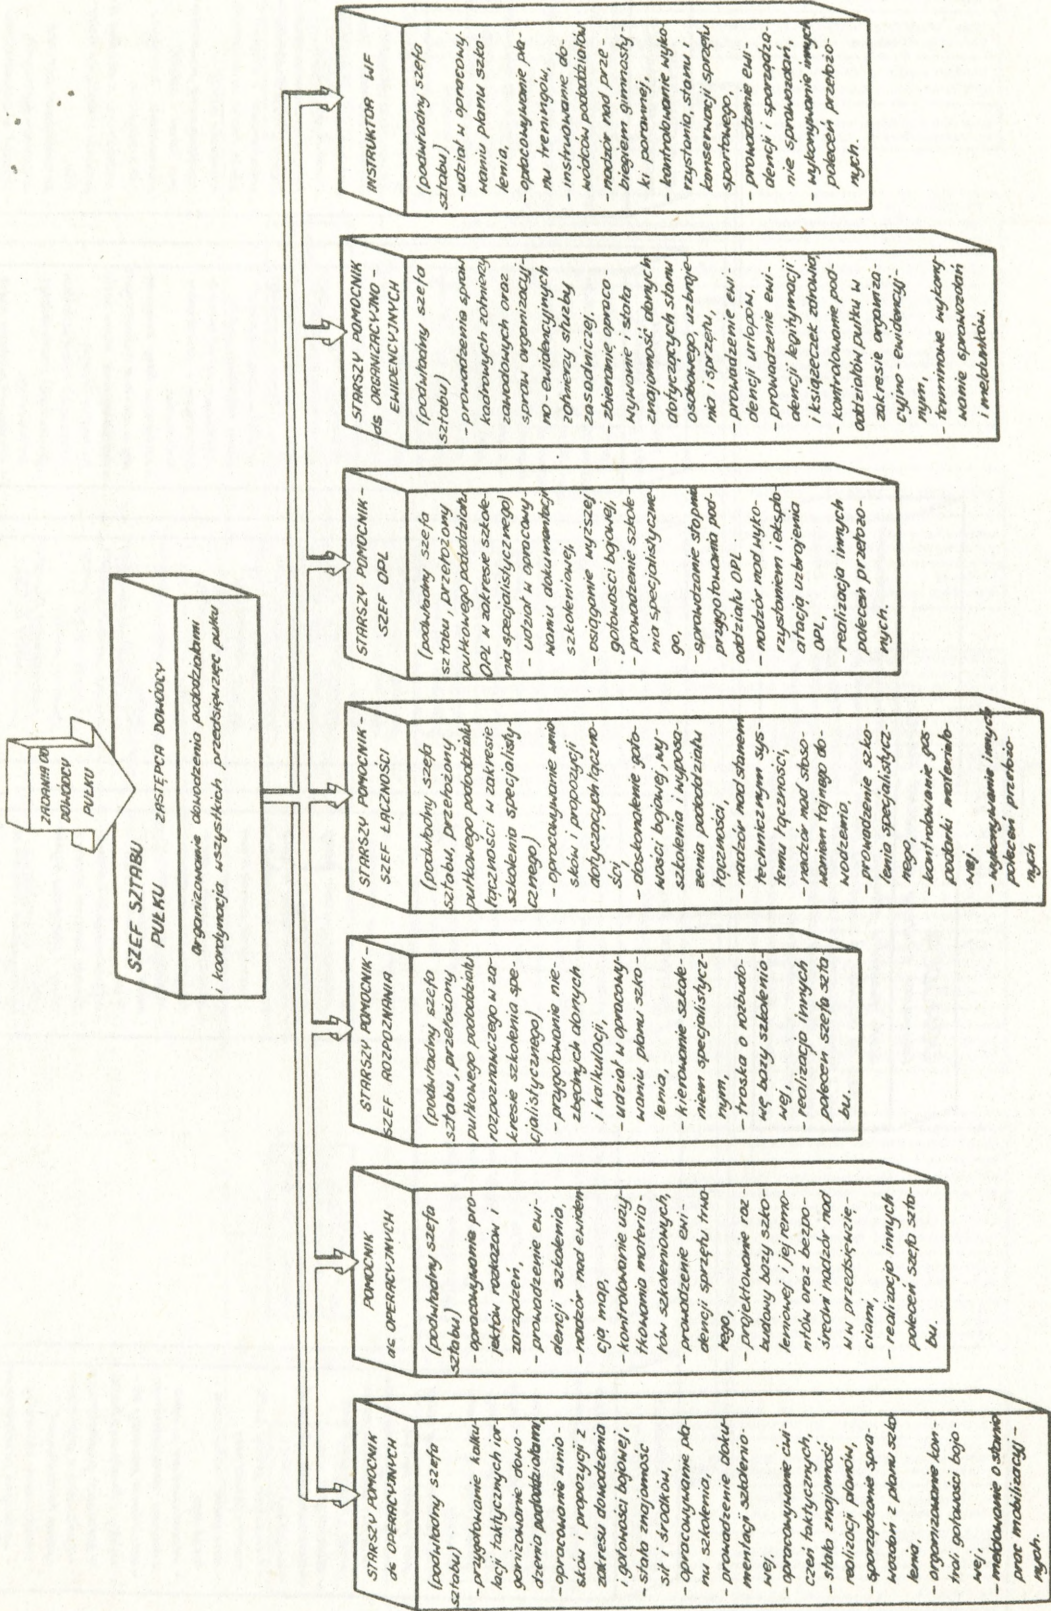 ZADANIA OD
DOWÓDCY
PUŁKU
SZEF SZTABU
PUŁKU
ZASTĘPCA DOWÓDCY
Organizowanie dowodzenia pododdziałami
i koordynacja wszystkich przedsięwzięć pułku
STARSZY POMOCNIK
ds OPERACYJNYCH
(podwładny szefa
sztabu)
- przygotowanie kalku-
lacji taktycznych i or-
ganizowanie dowo-
dzenia pododdziałami,
- opracowanie wnio-
sków i propozycji z
zakresu dowodzenia
i gotowości bojowej,
- stała znajomość
sił i środków,
- opracowywanie pla-
nu szkolenia,
- prowadzenie doku-
mentacji szkolenio-
wej,
- opracowywanie ćwi-
czeń taktycznych,
- stała znajomość
realizacji planów,
- sporządzanie spra-
wozdań z planu szko-
lenia,
- organizowanie kon-
troli gotowości bojo-
wej,
- meldowanie o stanie
prac mobilizacyj-
nych.
POMOCNIK
ds OPERACYJNYCH
(podwładny szefa
sztabu)
- opracowywanie pro-
jektów rozkazów i
zarządzeń,
- prowadzenie ewi-
dencji szkolenia,
- nadzór nad ewiden
cją map,
- kontrolowanie uży-
tkowania materia-
łów szkoleniowych,
- prowadzenie ewi-
dencji sprzętu trwa
łego,
- projektowanie roz-
budowy bazy szko-
leniowej i jej remo-
ntów oraz bezpo-
średni nadzór nad
w w przedsięwzię-
ciami,
- realizacja innych
poleceń szefa szta-
bu.
STARSZY POMOCNIK-
SZEF ROZPOZNANIA
(podwładny szefa
sztabu, przełożony
pułkowego pododdziału
rozpoznawczego w za-
kresie szkolenia spe-
cjalistycznego)
- przygotowanie nie-
zbędnych danych
i kalkulacji,
- udział w opracowy-
waniu planu szko-
lenia,
- kierowanie szkole-
niem specjalistycz-
nym,
- troska o rozbudo-
wę bazy szkolenio-
wej,
- realizacja innych
poleceń szefa szta
bu.
STARSZY POMOCNIK-
SZEF ŁĄCZNOŚCI
(podwładny szefa
sztabu, przełożony
pułkowego pododdziału
łączności w zakresie
szkolenia specjalisty-
cznego)
- opracowywanie wnio
sków i propozycji
dotyczących łączno-
ści,
- doskonalenie goto-
wości bojowej, wy-
szkolenia i wyposa-
żenia pododdziału
łączności,
- nadzór nad stanem
technicznym sys-
temu łączności,
- nadzór nad stoso-
waniem tajnego do-
wodzenia,
- prowadzenie szko-
lenia specjalistycz-
nego,
- kontrolowanie gos-
podarki materiało-
wej.
- wykonywanie innych
poleceń przełożo-
nych
STARSZY POMOCNIK -
SZEF OPL
(podwładny szefa
sztabu, przełożony
pułkowego pododdziału
OPL w zakresie szkole-
nia specjalistycznego)
- udział w opracowy-
waniu dokumentacji
szkoleniowej,
- osiąganie wyższej
gotowości bojowej,
- prowadzenie szkole-
nia specjalistyczne
go,
- sprawdzanie stopnia
przygotowania pod-
oddziału OPL.
- nadzór nad wyko-
rzystaniem i eksplo-
atacją uzbrojenia
OPL,
- realizacja innych
poleceń przełożo-
nych.
STARSZY POMOCNIK
ds ORGANIZACYJNO-
EWIDENCYJNYCH
(podwładny szefa
sztabu)
- prowadzenia spraw
kadrowych żołnierzy
zawodowych oraz
spraw organizacyj-
no-ewidencyjnych
żołnierzy służby
zasadniczej,
- zbieranie, opraco-
wywanie i stała
znajomość danych
dotyczących stanu
osobowego, uzbroje-
nia i sprzętu,
- prowadzenie ewi
dencji urlopów,
- prowadzenie ewi-
dencji legitymacji
i książeczek zdrowia,
- kontrolowanie pod-
oddziałów pułku w
zakresie organiza-
cyjno-ewidencyj-
nym,
- terminowe wykony-
wanie sprawozdań
i meldunków.
INSTRUKTOR WF
(podwładny szefa
sztabu)
- udział w opracowy-
waniu planu szko-
lenia,
- opracowywanie pla-
nu treningów,
- instruowanie do-
wódców pododdziałów
- nadzór nad prze-
biegiem gimnasty-
ki porannej,
- kontrolowanie wyko-
rzystania, stanu i
konserwacji sprzętu
sportowego,
- prowadzenie ewi-
dencji i sporządza-
nie sprawozdań,
- wykonywanie innych
poleceń przełożo-
nych.